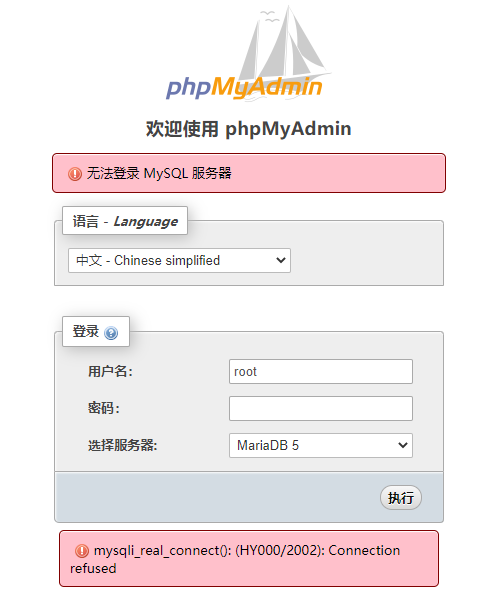 phpMyAdmin
欢迎使用 phpMyAdmin
无法登录 MySQL 服务器
语言 - Language
中文 - Chinese simplified
登录
用户名：
root
密码：
选择服务器:
MariaDB 5
执行
mysqli_real_connect(): (HY000/2002): Connection
refused